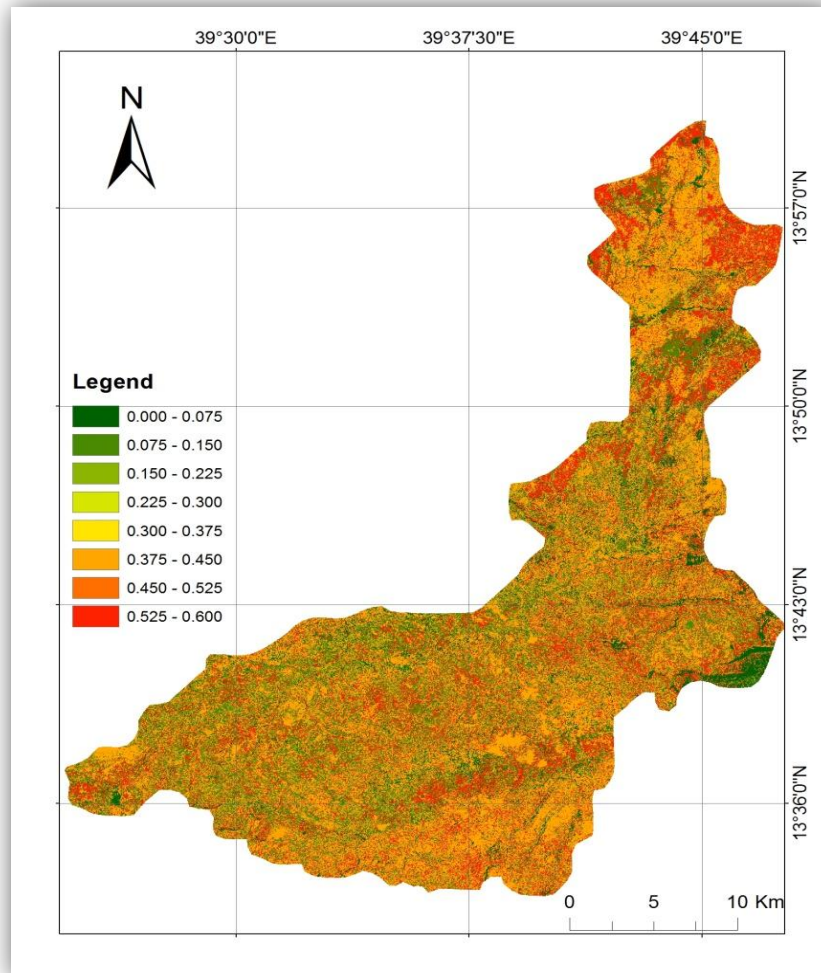 39°30'0"E 39°37'30"E 39°45'0"E
N
13°57'0"N
13°50'0"N
13°43'0"N
13°36'0"N
Legend
0.000 - 0.075
0.075 - 0.150
0.150 - 0.225
0.225 - 0.300
0.300 - 0.375
0.375 - 0.450
0.450 - 0.525
0.525 - 0.600
0 5 10 Km